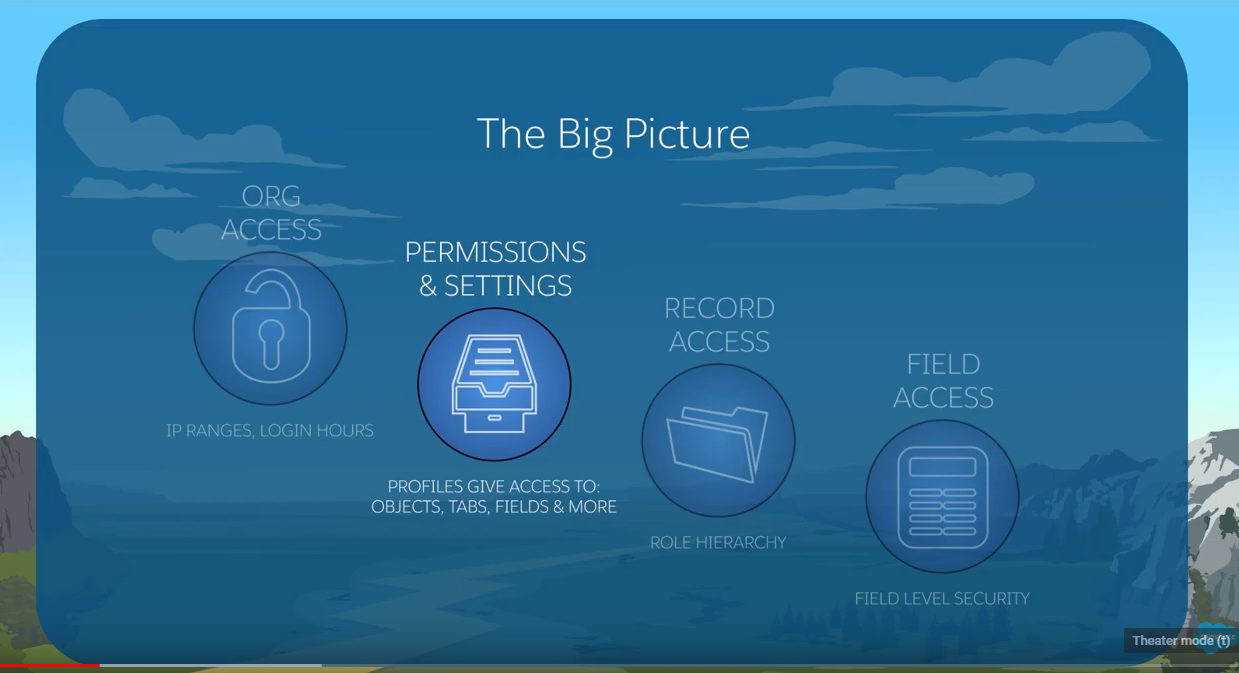 The Big Picture
ORG
ACCESS
IP RANGES, LOGIN HOURS
PERMISSIONS
& SETTINGS
PROFILES GIVE ACCESS TO:
OBJECTS, TABS, FIELDS & MORE
RECORD
ACCESS
ROLE HIERARCHY
FIELD
ACCESS
FIELD LEVEL SECURITY
Theater mode (t)